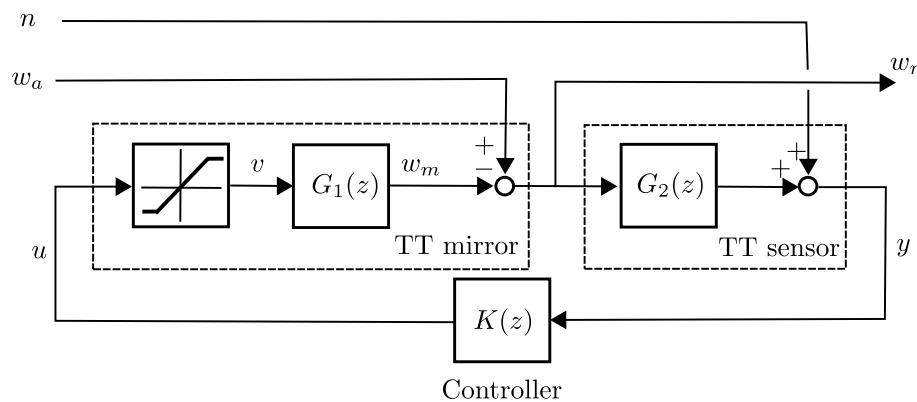 n
w_a
w_r
+
−
+
+
v
G_1(z)
w_m
G_2(z)
TT mirror
TT sensor
u
y
K(z)
Controller